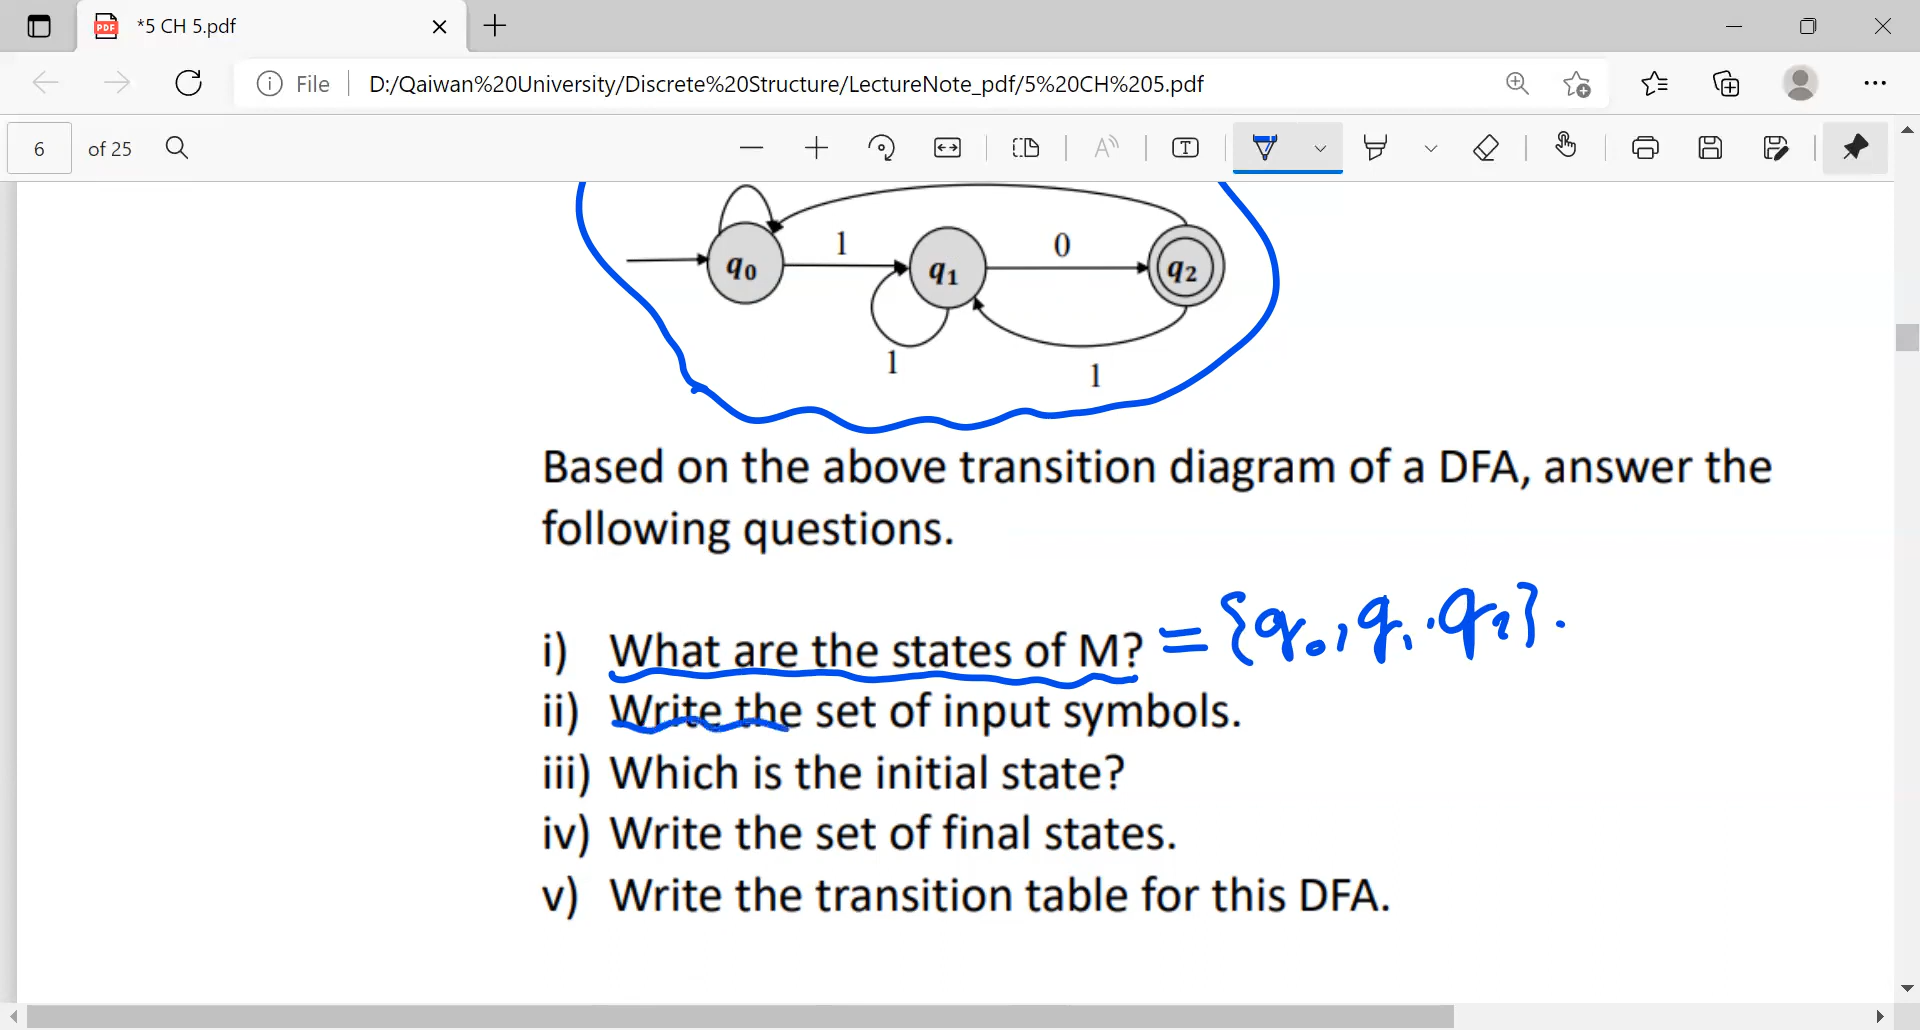 *5 CH 5.pdf
File D:/Qaiwan%20University/Discrete%20Structure/LectureNote_pdf/5%20CH%205.pdf
6 of 25
1 0
q0 q1 q2
1
1
Based on the above transition diagram of a DFA, answer the
following questions.
i) What are the states of M? = {q0, q1, q2}.
ii) Write the set of input symbols.
iii) Which is the initial state?
iv) Write the set of final states.
v) Write the transition table for this DFA.